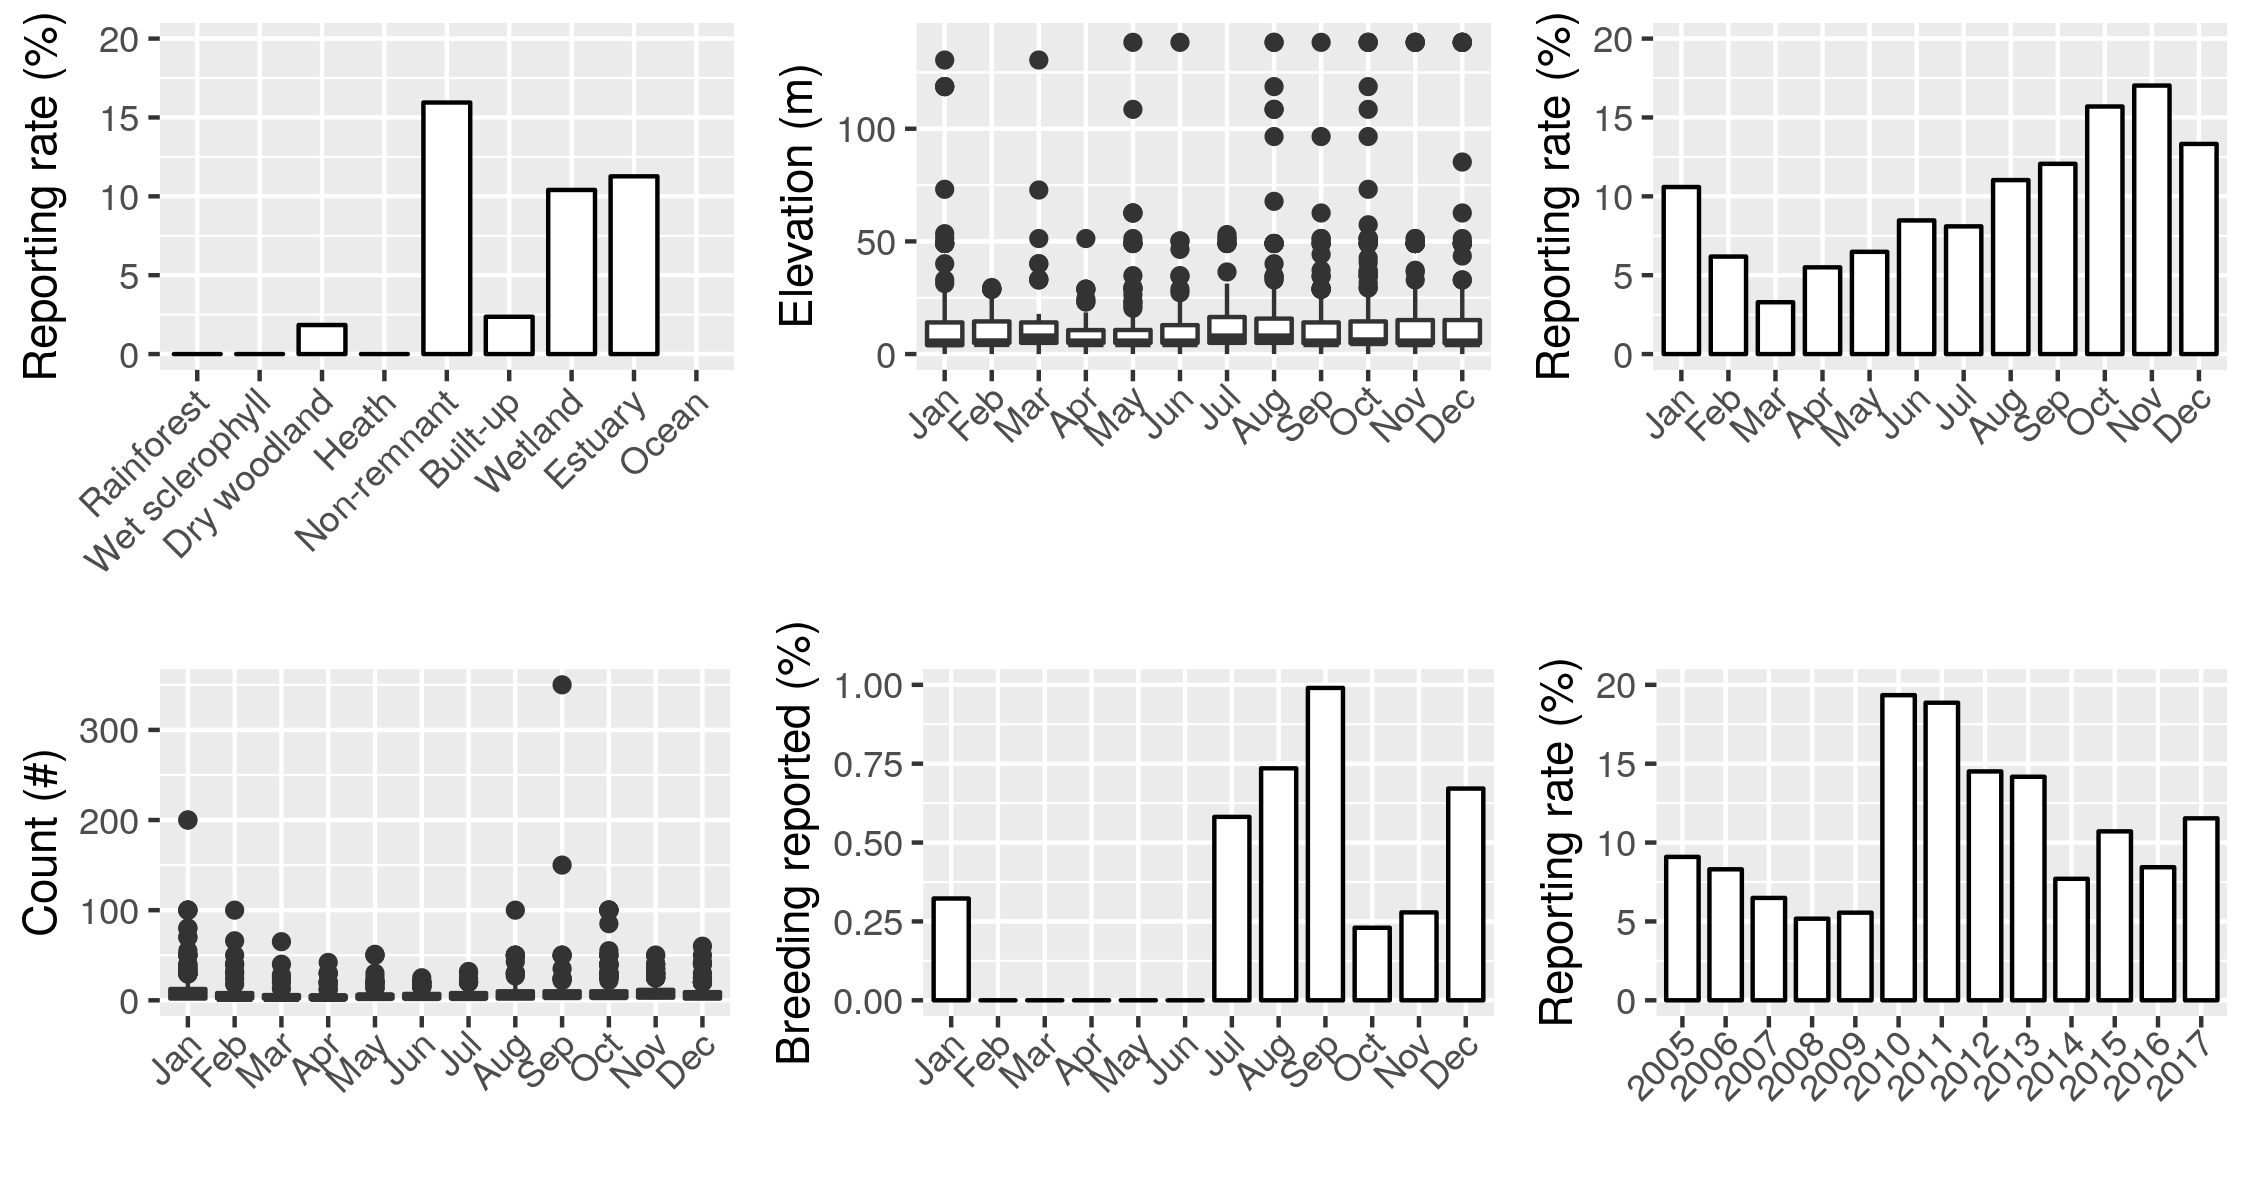 Reporting rate (%)
20
15
10
5
0
Rainforest
Wet sclerophyll
Dry woodland
Heath
Non-remnant
Built-up
Wetland
Estuary
Ocean
Elevation (m)
100
50
0
Jan
Feb
Mar
Apr
May
Jun
Jul
Aug
Sep
Oct
Nov
Dec
Reporting rate (%)
20
15
10
5
0
Jan
Feb
Mar
Apr
May
Jun
Jul
Aug
Sep
Oct
Nov
Dec
Count (#)
300
200
100
0
Jan
Feb
Mar
Apr
May
Jun
Jul
Aug
Sep
Oct
Nov
Dec
Breeding reported (%)
1.00
0.75
0.50
0.25
0.00
Jan
Feb
Mar
Apr
May
Jun
Jul
Aug
Sep
Oct
Nov
Dec
Reporting rate (%)
20
15
10
5
0
2005
2006
2007
2008
2009
2010
2011
2012
2013
2014
2015
2016
2017